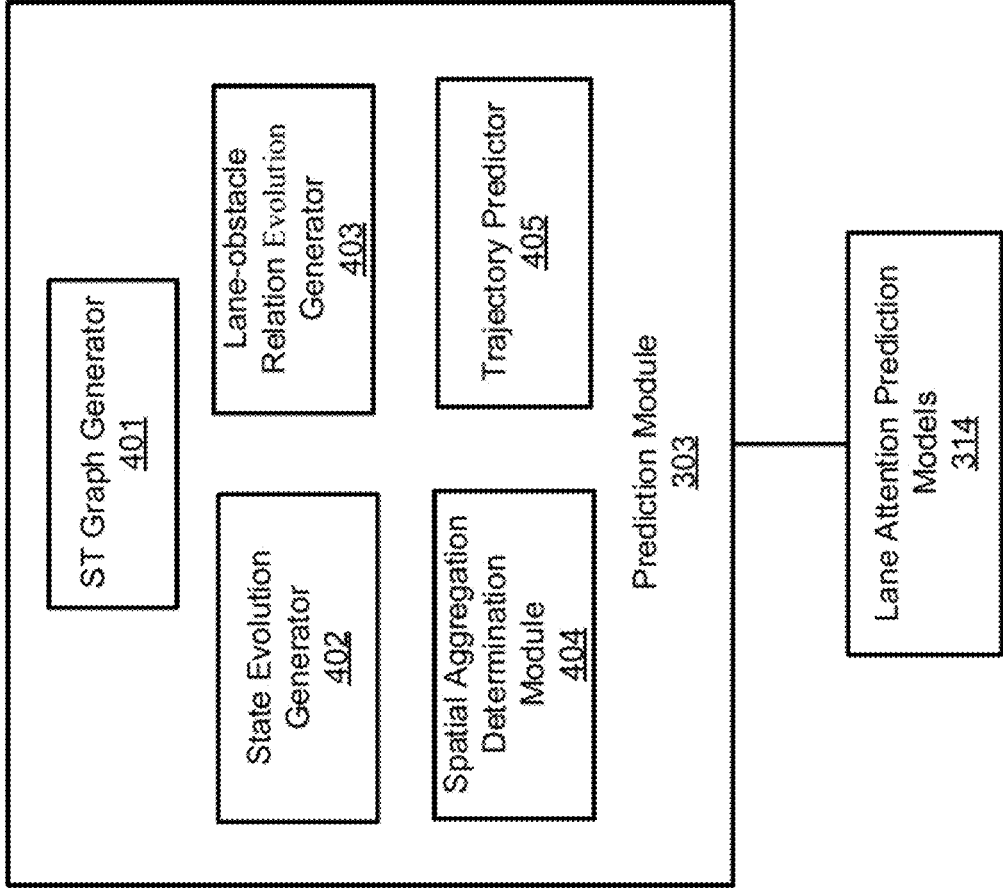 ST Graph Generator
401
State Evolution
Generator
402
Lane-obstacle
Relation Evolution
Generator
403
Spatial Aggregation
Determination
Module
404
Trajectory Predictor
405
Prediction Module
303
Lane Attention Prediction
Models
314